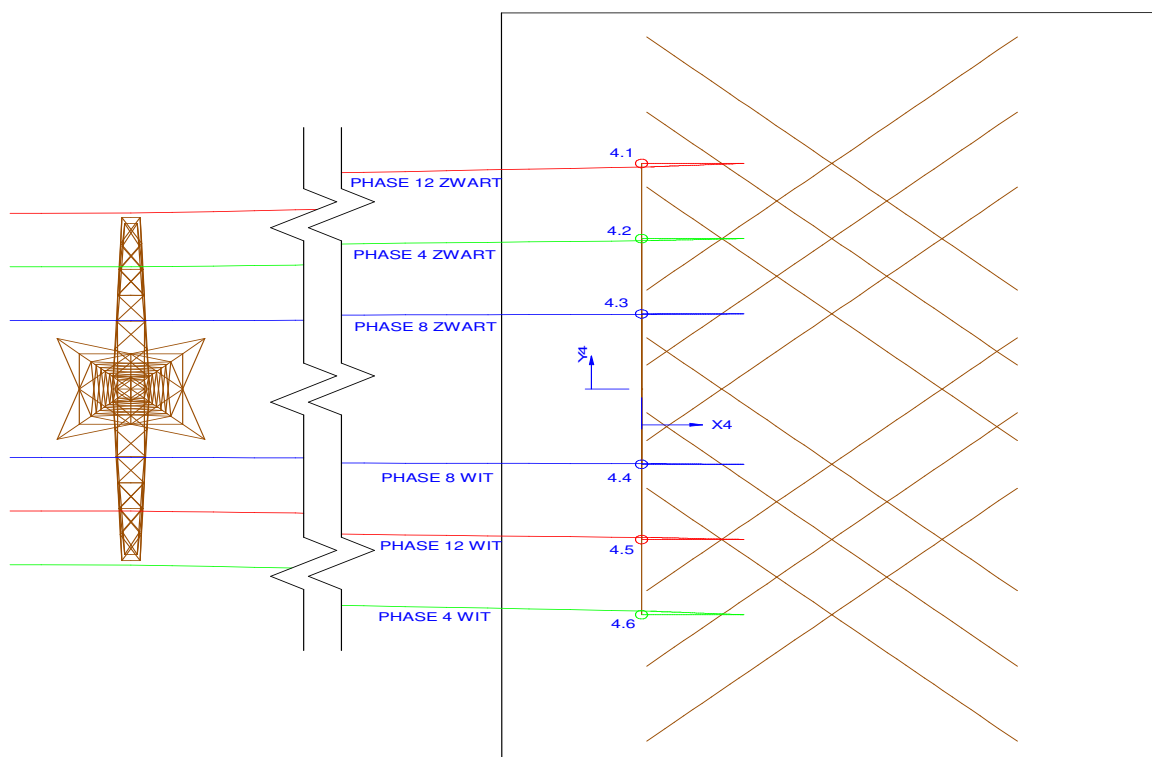 4.1
PHASE 12 ZWART
4.2
PHASE 4 ZWART
4.3
PHASE 8 ZWART
Y4
X4
4.4
PHASE 8 WIT
4.5
PHASE 12 WIT
4.6
PHASE 4 WIT